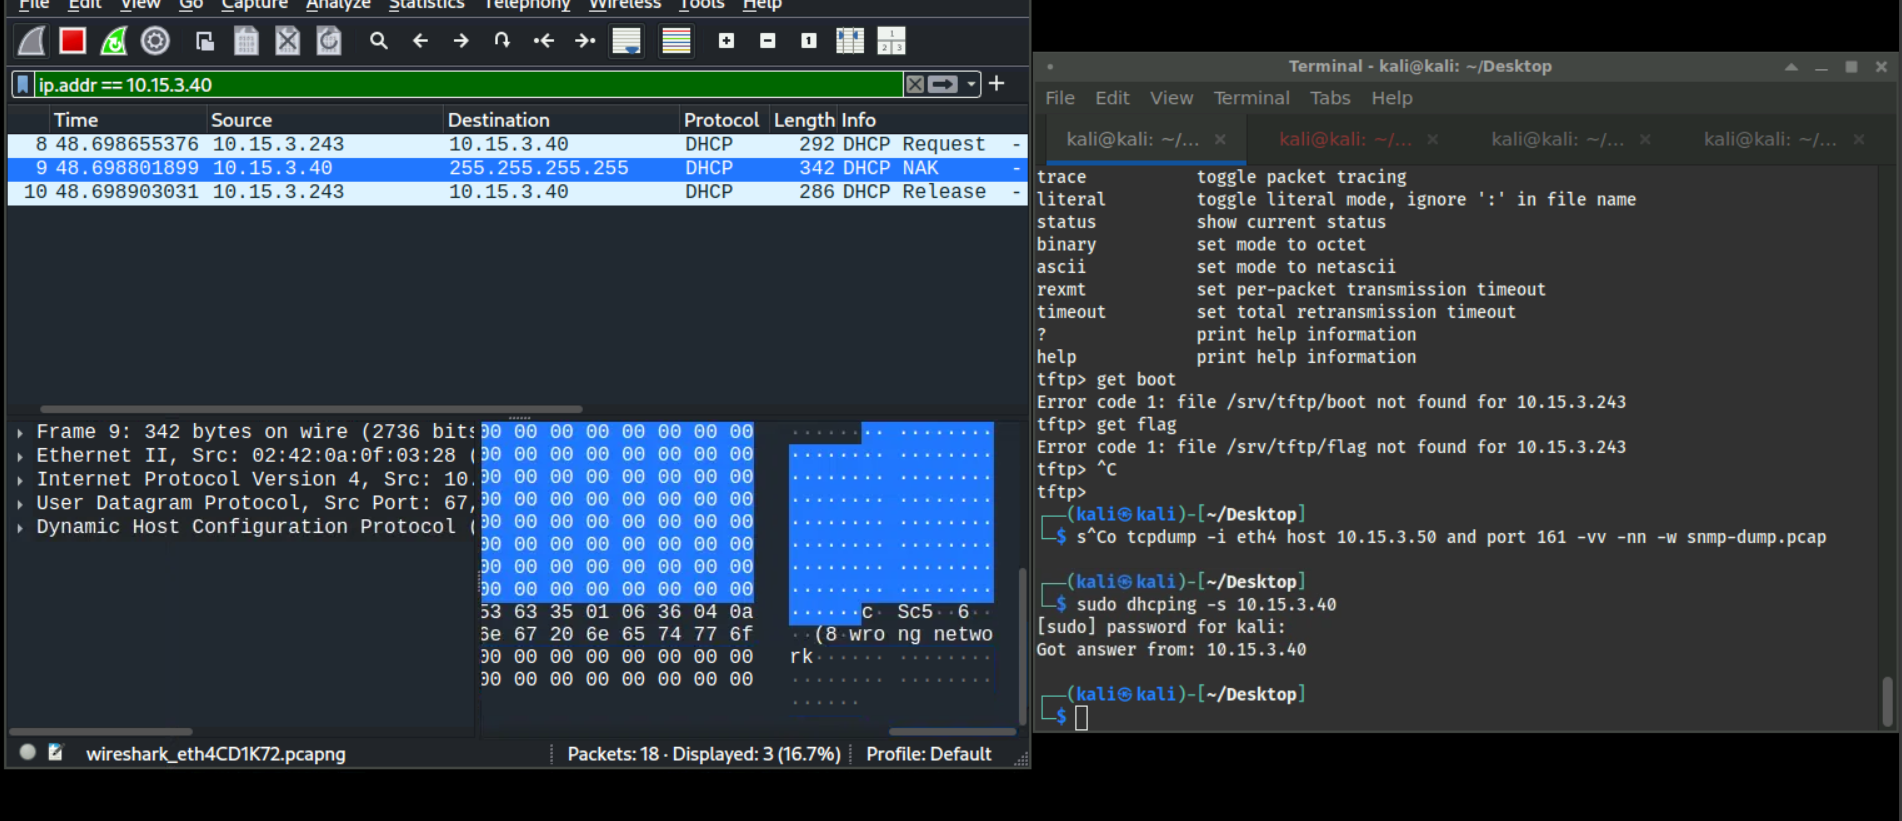 File Edit View Go Capture Analyze Statistics Telephony Wireless Tools Help
ip.addr == 10.15.3.40
Time Source Destination Protocol Length Info
8 48.698655376 10.15.3.243 10.15.3.40 DHCP 292 DHCP Request -
9 48.698801899 10.15.3.40 255.255.255.255 DHCP 342 DHCP NAK -
10 48.698903031 10.15.3.243 10.15.3.40 DHCP 286 DHCP Release -
Frame 9: 342 bytes on wire (2736 bits
Ethernet II, Src: 02:42:0a:0f:03:28 (
Internet Protocol Version 4, Src: 10.
User Datagram Protocol, Src Port: 67,
Dynamic Host Configuration Protocol (
00 00 00 00 00 00 00 00 ······ ·· ········
00 00 00 00 00 00 00 00 ········ ········
00 00 00 00 00 00 00 00 ········ ········
00 00 00 00 00 00 00 00 ········ ········
00 00 00 00 00 00 00 00 ········ ········
00 00 00 00 00 00 00 00 ········ ········
00 00 00 00 00 00 00 00 ········ ········
00 00 00 00 00 00 00 00 ········ ········
53 63 35 01 06 36 04 0a ······c· Sc5··6··
6e 67 20 6e 65 74 77 6f ··(8·wro ng netwo
00 00 00 00 00 00 00 00 rk······ ········
00 00 00 00 00 00 00 00 ········ ········
······
wireshark_eth4CD1K72.pcapng Packets: 18 · Displayed: 3 (16.7%) Profile: Default
Terminal - kali@kali: ~/Desktop
File Edit View Terminal Tabs Help
kali@kali: ~/... × kali@kali: ~/... × kali@kali: ~/... × kali@kali: ~/... ×
trace toggle packet tracing
literal toggle literal mode, ignore ':' in file name
status show current status
binary set mode to octet
ascii set mode to netascii
rexmt set per-packet transmission timeout
timeout set total retransmission timeout
? print help information
help print help information
tftp> get boot
Error code 1: file /srv/tftp/boot not found for 10.15.3.243
tftp> get flag
Error code 1: file /srv/tftp/flag not found for 10.15.3.243
tftp> ^C
tftp>
┌──(kali㉿kali)-[~/Desktop]
└─$ s^Co tcpdump -i eth4 host 10.15.3.50 and port 161 -vv -nn -w snmp-dump.pcap
┌──(kali㉿kali)-[~/Desktop]
└─$ sudo dhcping -s 10.15.3.40
[sudo] password for kali:
Got answer from: 10.15.3.40
┌──(kali㉿kali)-[~/Desktop]
└─$